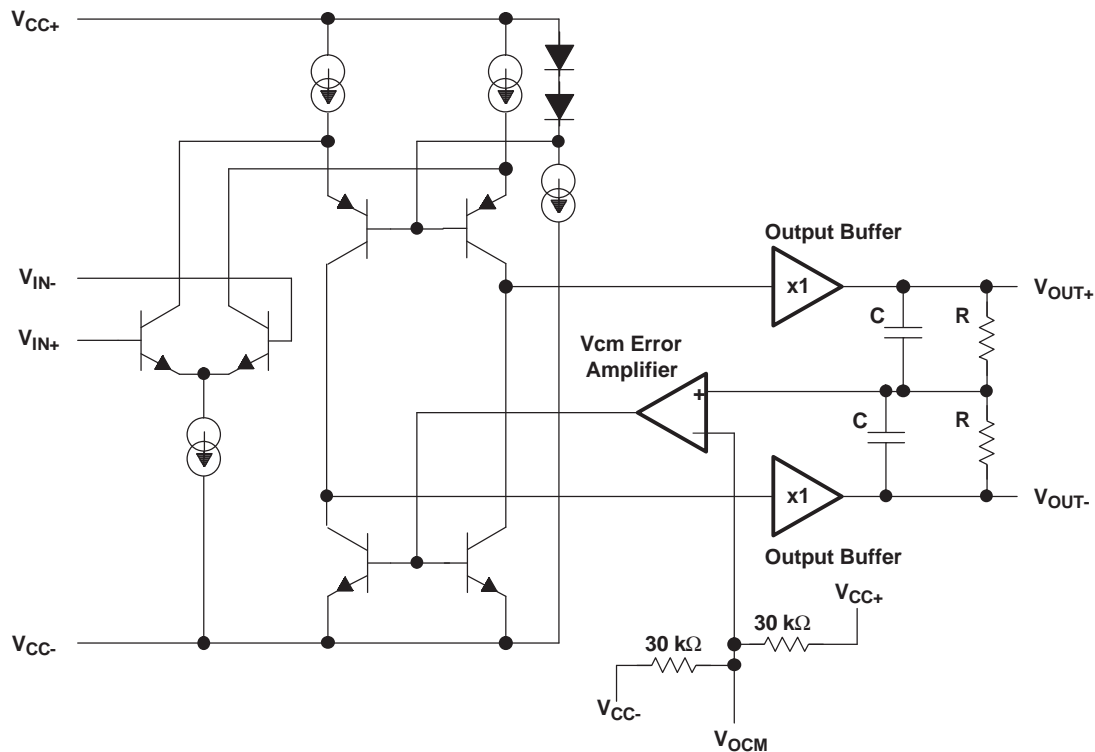 VCC+
Output Buffer
x1
VIN-
VOUT+
C
R
VIN+
Vcm Error
Amplifier
+
C
R
x1
VOUT-
Output Buffer
VCC+
VCC-
30 kΩ
30 kΩ
VCC-
VOCM